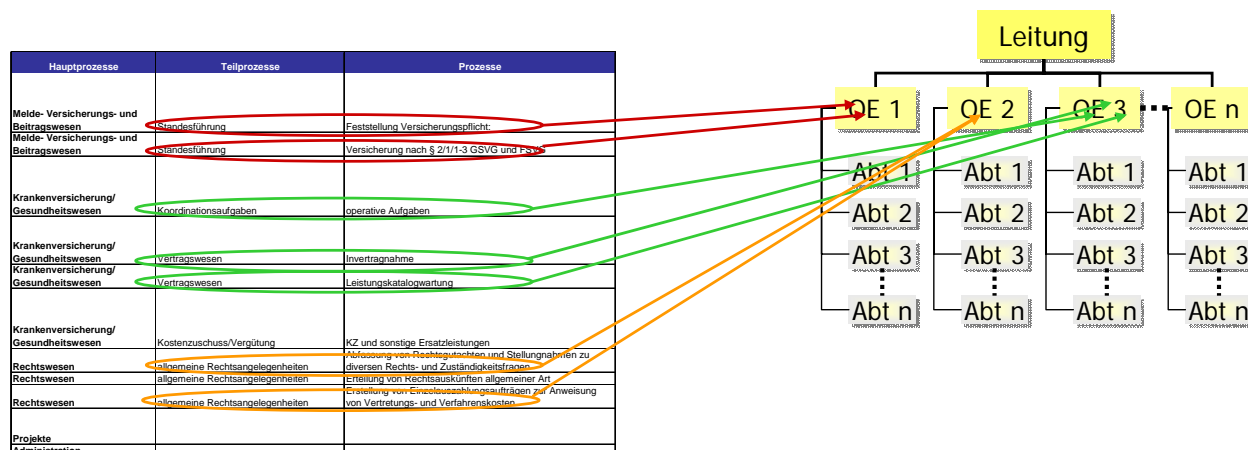 Leitung
OE 1 OE 2 OE 3 OE n
Abt 1 Abt 1 Abt 1 Abt 1
Abt 2 Abt 2 Abt 2 Abt 2
Abt 3 Abt 3 Abt 3 Abt 3
Abt n Abt n Abt n Abt n
Hauptprozesse Teilprozesse Prozesse
Melde- Versicherungs- und
Beitragswesen Standesführung Feststellung Versicherungspflicht:
Melde- Versicherungs- und
Beitragswesen Standesführung Versicherung nach § 2/1/1-3 GSVG und FSVG
Krankenversicherung/
Gesundheitswesen Koordinationsaufgaben operative Aufgaben
Krankenversicherung/
Gesundheitswesen Vertragswesen Invertragnahme
Krankenversicherung/
Gesundheitswesen Vertragswesen Leistungskatalogwartung
Krankenversicherung/
Gesundheitswesen Kostenzuschuss/Vergütung KZ und sonstige Ersatzleistungen
Abfassung von Rechtsgutachten und Stellungnahmen zu
Rechtswesen allgemeine Rechtsangelegenheiten diversen Rechts- und Zuständigkeitsfragen
Rechtswesen allgemeine Rechtsangelegenheiten Erteilung von Rechtsauskünften allgemeiner Art
Erstellung von Einzelauszahlungsaufträgen zur Anweisung
Rechtswesen allgemeine Rechtsangelegenheiten von Vertretungs- und Verfahrenskosten
Projekte
Administration